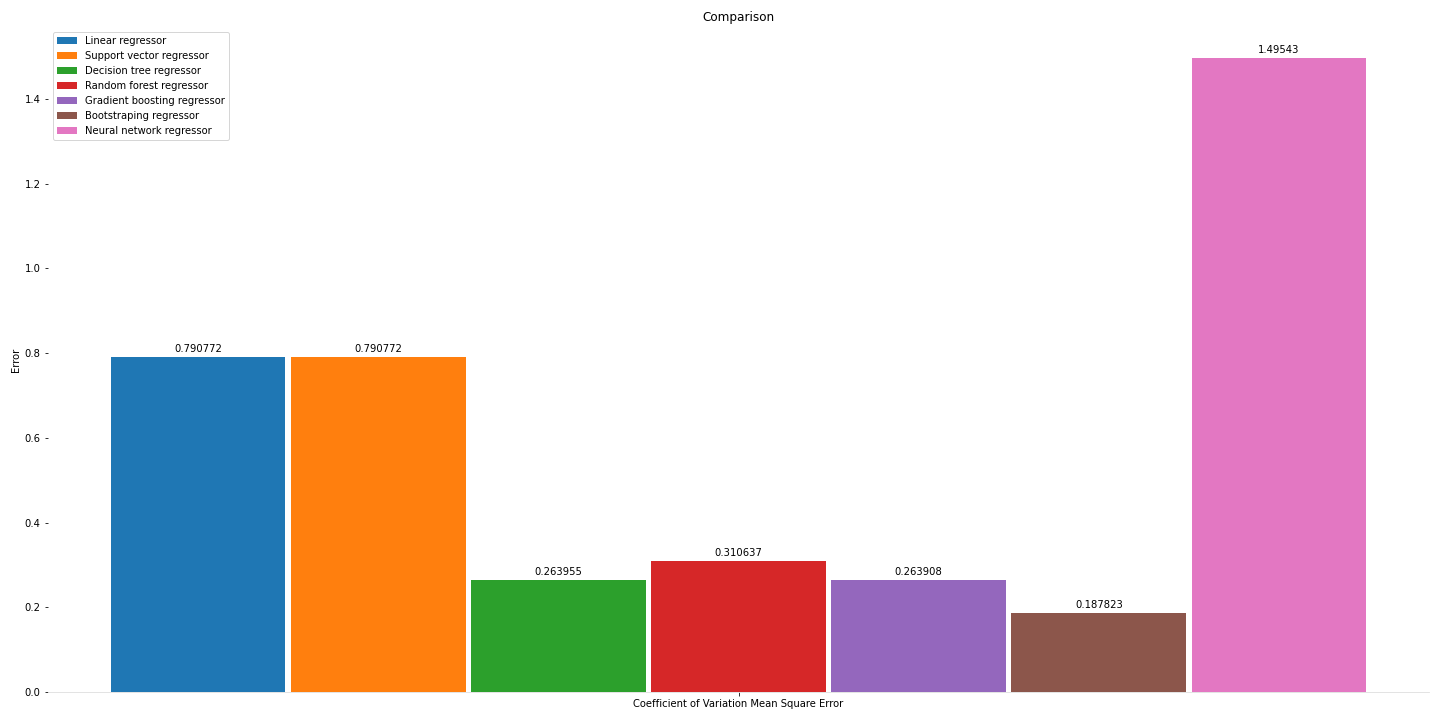 Comparison
Linear regressor
Support vector regressor
Decision tree regressor
Random forest regressor
Gradient boosting regressor
Bootstraping regressor
Neural network regressor
1.49543
1.4
1.2
1.0
0.8
0.6
0.4
0.2
0.0
Error
0.790772
0.790772
0.263955
0.310637
0.263908
0.187823
Coefficient of Variation Mean Square Error